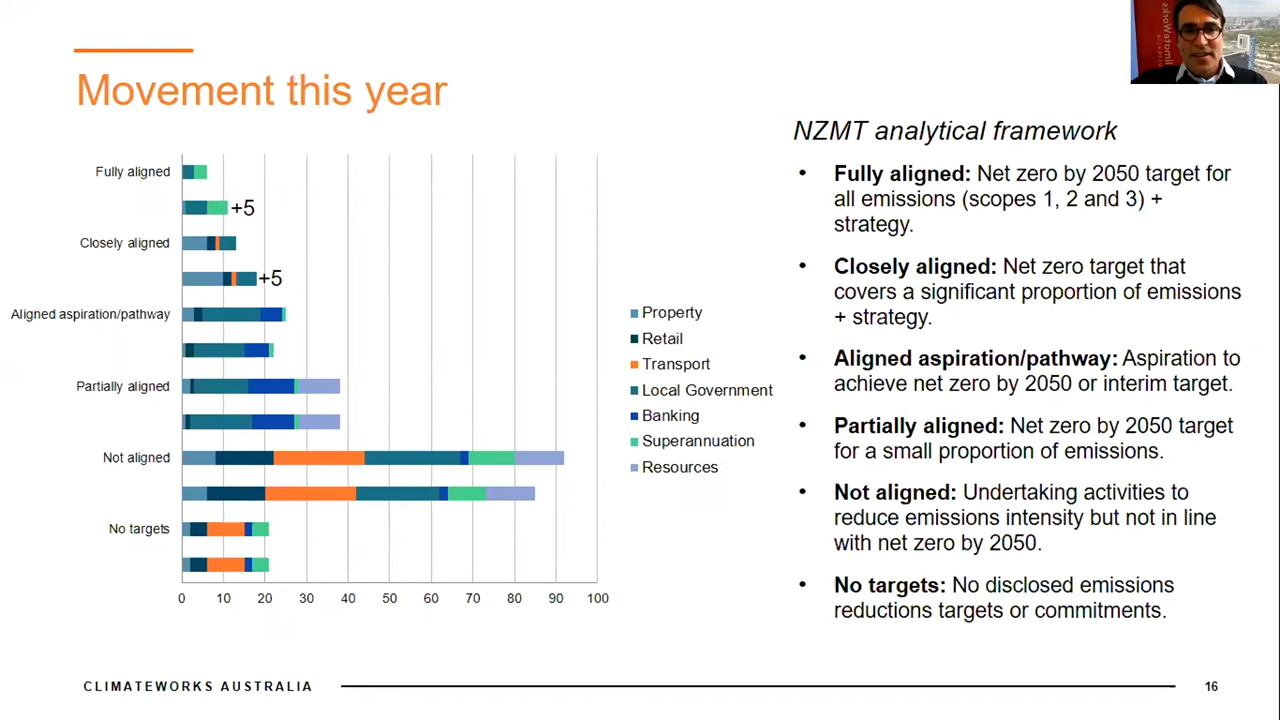 Movement this year
Fully aligned
+5
Closely aligned
+5
Aligned aspiration/pathway
Partially aligned
Not aligned
No targets
0 10 20 30 40 50 60 70 80 90 100
Property
Retail
Transport
Local Government
Banking
Superannuation
Resources
NZMT analytical framework
• Fully aligned: Net zero by 2050 target for
all emissions (scopes 1, 2 and 3) +
strategy.
• Closely aligned: Net zero target that
covers a significant proportion of emissions
+ strategy.
• Aligned aspiration/pathway: Aspiration to
achieve net zero by 2050 or interim target.
• Partially aligned: Net zero by 2050 target
for a small proportion of emissions.
• Not aligned: Undertaking activities to
reduce emissions intensity but not in line
with net zero by 2050.
• No targets: No disclosed emissions
reductions targets or commitments.
CLIMATEWORKS AUSTRALIA
16